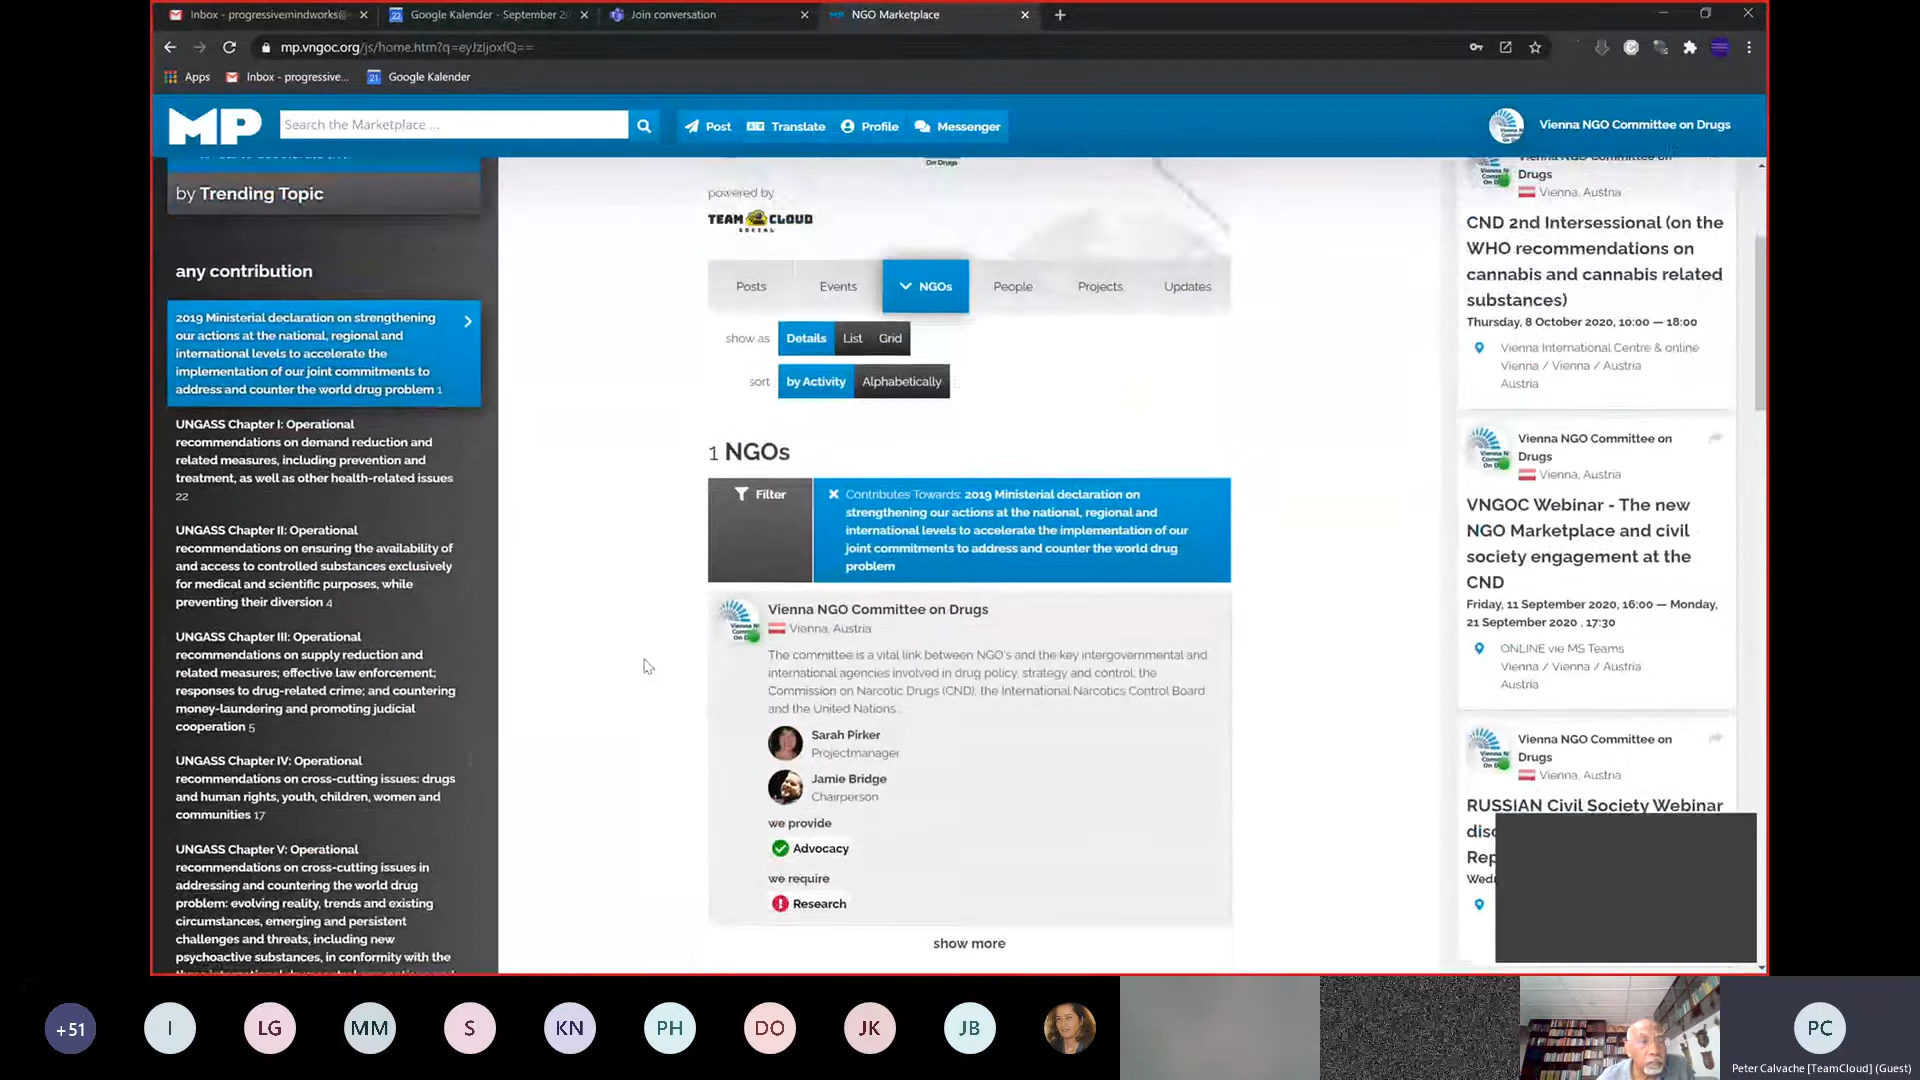 Inbox - progressivemindworks@
Google Kalender - September 20
Join conversation
NGO Marketplace
mp.vngoc.org/js/home.htm?q=eyJzIjoxfQ==
Apps
Inbox - progressive...
Google Kalender
MP
Search the Marketplace ...
Post
Translate
Profile
Messenger
Vienna NGO Committee on Drugs
by Trending Topic
any contribution
2019 Ministerial declaration on strengthening
our actions at the national, regional and
international levels to accelerate the
implementation of our joint commitments to
address and counter the world drug problem 1
UNGASS Chapter I: Operational
recommendations on demand reduction and
related measures, including prevention and
treatment, as well as other health-related issues
22
UNGASS Chapter II: Operational
recommendations on ensuring the availability of
and access to controlled substances exclusively
for medical and scientific purposes, while
preventing their diversion 4
UNGASS Chapter III: Operational
recommendations on supply reduction and
related measures; effective law enforcement;
responses to drug-related crime; and countering
money-laundering and promoting judicial
cooperation 5
UNGASS Chapter IV: Operational
recommendations on cross-cutting issues: drugs
and human rights, youth, children, women and
communities 17
UNGASS Chapter V: Operational
recommendations on cross-cutting issues in
addressing and countering the world drug
problem: evolving reality, trends and existing
circumstances, emerging and persistent
challenges and threats, including new
psychoactive substances, in conformity with the
On Drugs
powered by
TEAM CLOUD
SOCIAL
Posts
Events
NGOs
People
Projects
Updates
show as
Details
List
Grid
sort
by Activity
Alphabetically
1 NGOs
Filter
Contributes Towards: 2019 Ministerial declaration on
strengthening our actions at the national, regional and
international levels to accelerate the implementation of our
joint commitments to address and counter the world drug
problem
Vienna NGO Committee on Drugs
Vienna, Austria
The committee is a vital link between NGO's and the key intergovernmental and
international agencies involved in drug policy, strategy and control: the
Commission on Narcotic Drugs (CND), the International Narcotics Control Board
and the United Nations...
Sarah Pirker
Projectmanager
Jamie Bridge
Chairperson
we provide
Advocacy
we require
Research
show more
Vienna NGO Committee on
Drugs
Vienna, Austria
CND 2nd Intersessional (on the
WHO recommendations on
cannabis and cannabis related
substances)
Thursday, 8 October 2020, 10:00 — 18:00
Vienna International Centre & online
Vienna / Vienna / Austria
Austria
Vienna NGO Committee on
Drugs
Vienna, Austria
VNGOC Webinar - The new
NGO Marketplace and civil
society engagement at the
CND
Friday, 11 September 2020, 16:00 — Monday,
21 September 2020 , 17:30
ONLINE vie MS Teams
Vienna / Vienna / Austria
Austria
Vienna NGO Committee on
Drugs
Vienna, Austria
RUSSIAN Civil Society Webinar
disc
Rep
Wedn
+51
I
LG
MM
S
KN
PH
DO
JK
JB
PC
Peter Calvache [TeamCloud] (Guest)